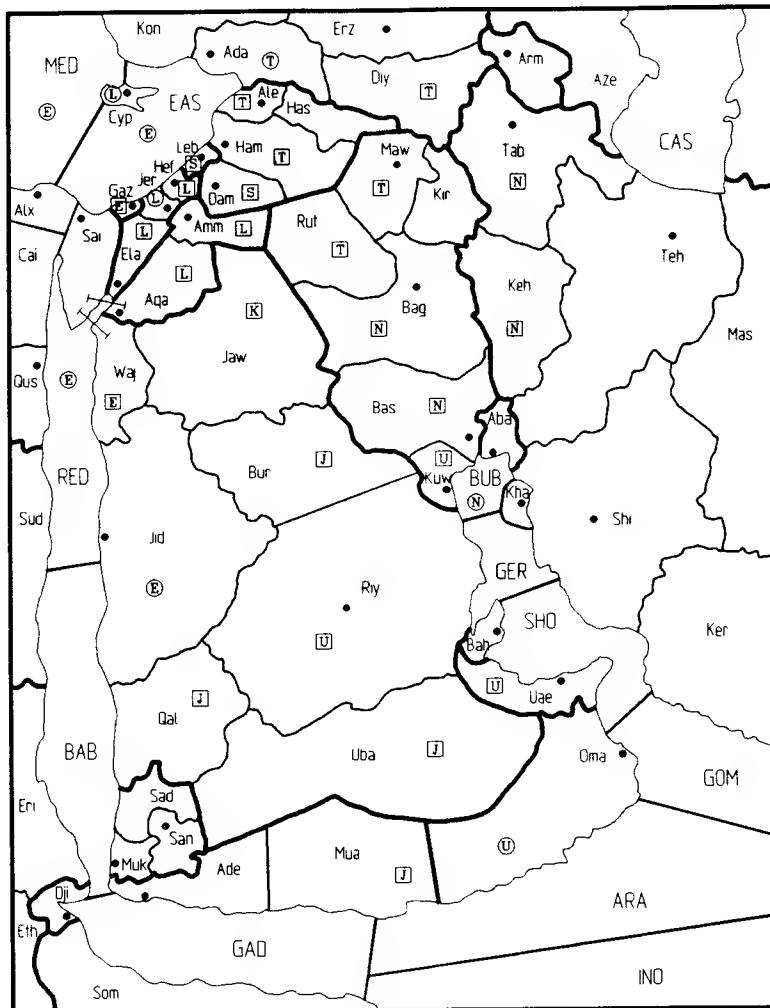 Kon
Erz
MED
Ada
T
Arm
Diy
T
Aze
L
Cyp
EAS
E
E
T
Ale
Has
CAS
Leb
S
Ham
T
Maw
T
Kir
Tab
N
Hef
L
Jer
L
Gaz
E
Dam
S
Alx
Sai
Amm
L
Rut
T
Teh
Cai
L
Ela
L
Aqa
Keh
N
Bag
N
K
Jaw
Mas
Qus
E
Waj
E
Bas
N
Aba
Bur
J
U
Kuw
BUB
N
Kha
RED
Sud
Shi
Jid
E
GER
Riy
U
SHO
Ker
Bah
U
Uae
Qal
J
Uba
J
Oma
BAB
GOM
Eri
Sad
San
Muk
Ade
Mua
J
U
Dji
ARA
Eth
GAD
Som
INO